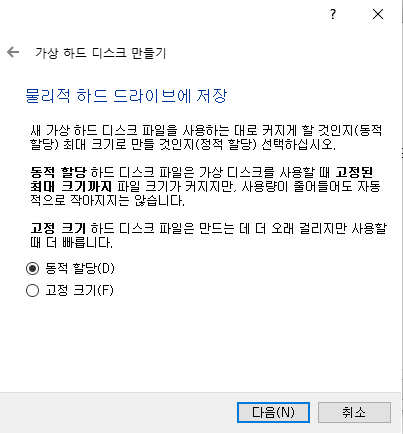 ?
가상 하드 디스크 만들기
물리적 하드 드라이브에 저장
새 가상 하드 디스크 파일을 사용하는 대로 커지게 할 것인지(동적
할당) 최대 크기로 만들 것인지(정적 할당) 선택하십시오.
동적 할당 하드 디스크 파일은 가상 디스크를 사용할 때 고정된
최대 크기까지 파일 크기가 커지지만, 사용량이 줄어들어도 자동
적으로 작아지지는 않습니다.
고정 크기 하드 디스크 파일은 만드는 데 더 오래 걸리지만 사용할
때 더 빠릅니다.
동적 할당(D)
고정 크기(F)
다음(N)
취소